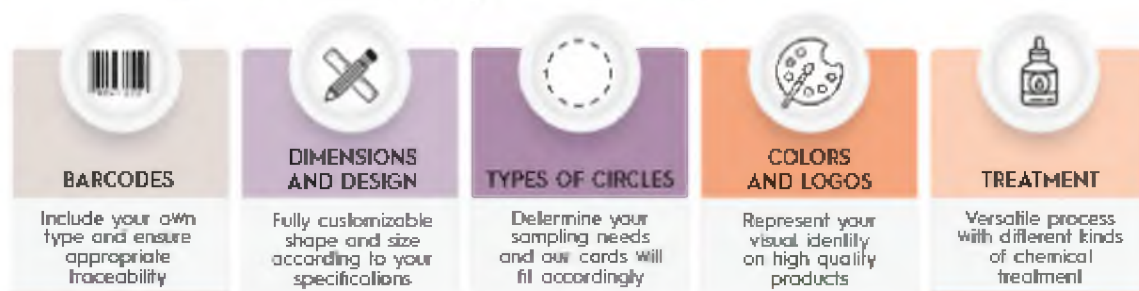 BARCODES
Include your own
type and ensure
appropriate
traceability
DIMENSIONS
AND DESIGN
Fully customizable
shape and size
according to your
specifications
TYPES OF CIRCLES
Determine your
sampling needs
and our cards will
fit accordingly
COLORS
AND LOGOS
Represent your
visual identity
on high quality
products
TREATMENT
Versatile process
with different kinds
of chemical
treatment